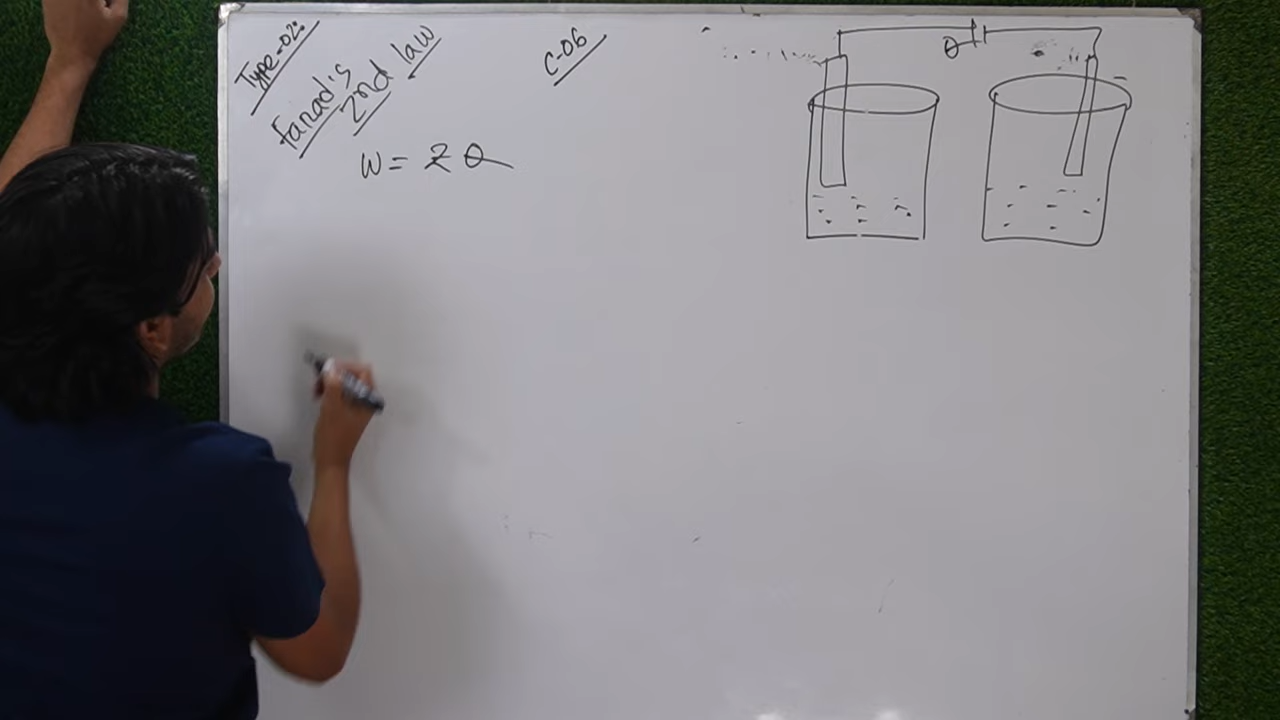 Type-02:
Farad's
2nd law
C-06
W = Z Q
Q